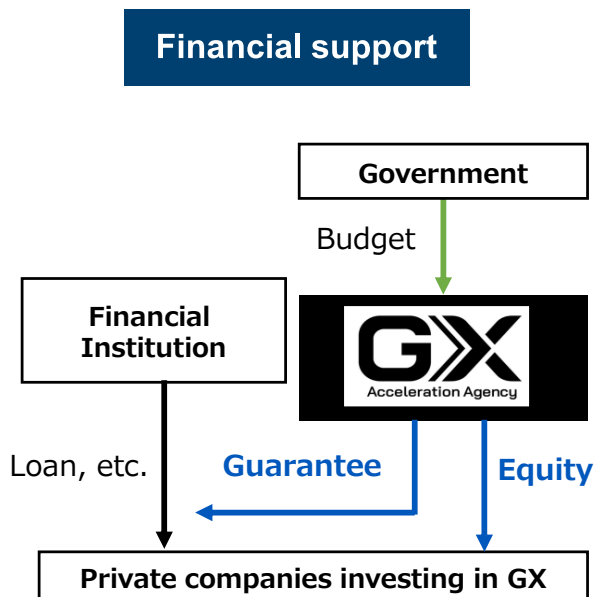 Financial support
Government
Budget
Financial
Institution
GX
Acceleration Agency
Loan, etc.
Guarantee
Equity
Private companies investing in GX